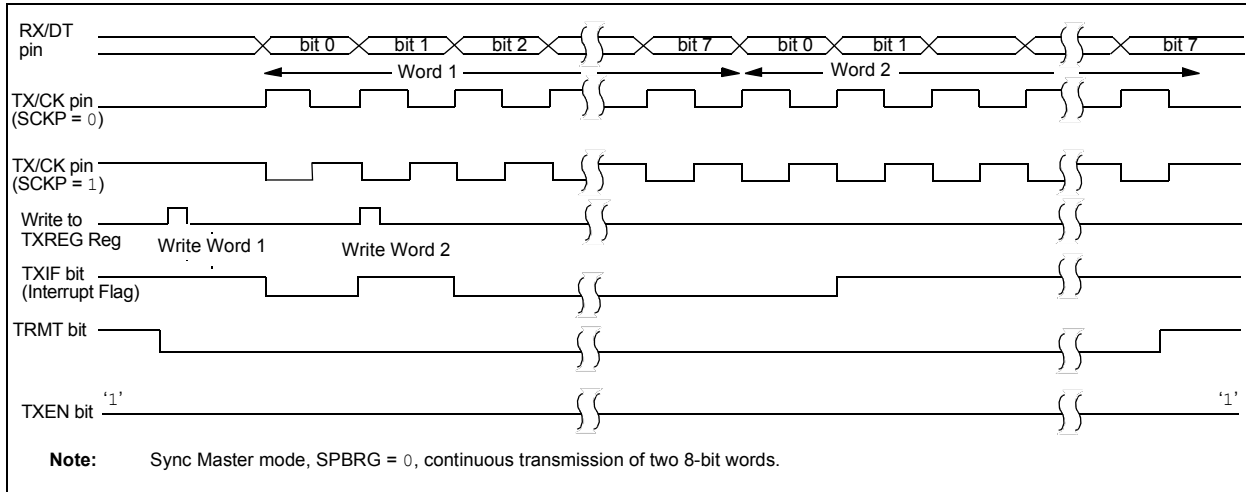 RX/DT
pin
bit 0 bit 1 bit 2 bit 7 bit 0 bit 1 bit 7
Word 1 Word 2
TX/CK pin
(SCKP = 0)
TX/CK pin
(SCKP = 1)
Write to
TXREG Reg
Write Word 1 Write Word 2
TXIF bit
(Interrupt Flag)
TRMT bit
TXEN bit ‘1’ ‘1’
Note: Sync Master mode, SPBRG = 0, continuous transmission of two 8-bit words.